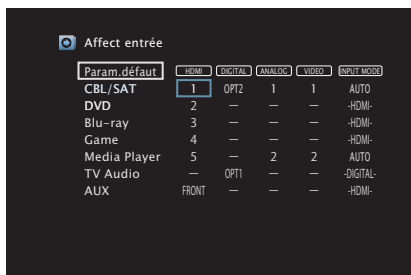 Affect entrée
Param.défaut HDMI DIGITAL ANALOG VIDEO INPUT MODE
CBL/SAT 1 OPT2 1 1 AUTO
DVD 2 — — — -HDMI-
Blu-ray 3 — — — -HDMI-
Game 4 — — — -HDMI-
Media Player 5 — 2 2 AUTO
TV Audio — OPT1 — — -DIGITAL-
AUX FRONT — — — -HDMI-